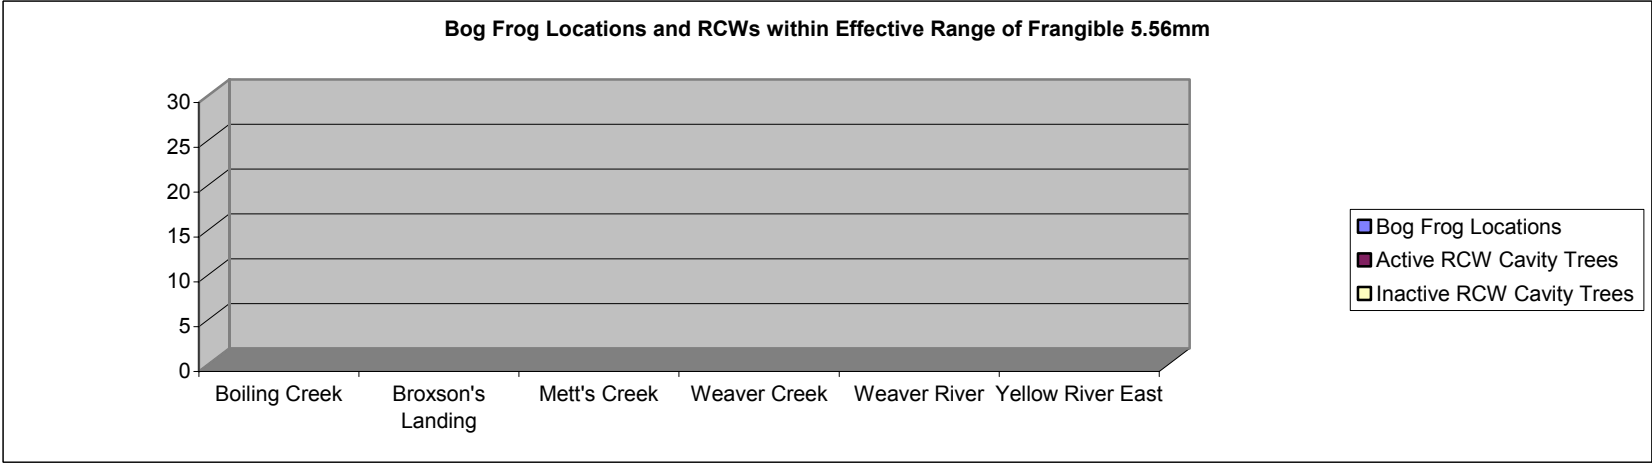 Bog Frog Locations and RCWs within Effective Range of Frangible 5.56mm
30
25
20
15
10
5
0
Boiling Creek
Broxson's
Landing
Mett's Creek
Weaver Creek
Weaver River
Yellow River East
Bog Frog Locations
Active RCW Cavity Trees
Inactive RCW Cavity Trees